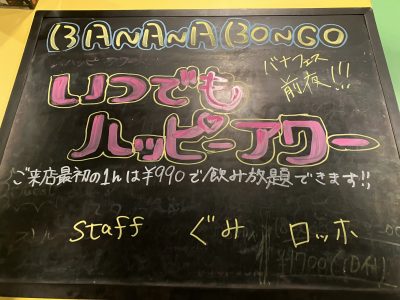 BANANA BONGO
バナフェス
前夜!!!
いつでも
ハッピーアワー
ご来店最初の1hは¥990で飲み放題できます!!
staff ぐみ ロッホ